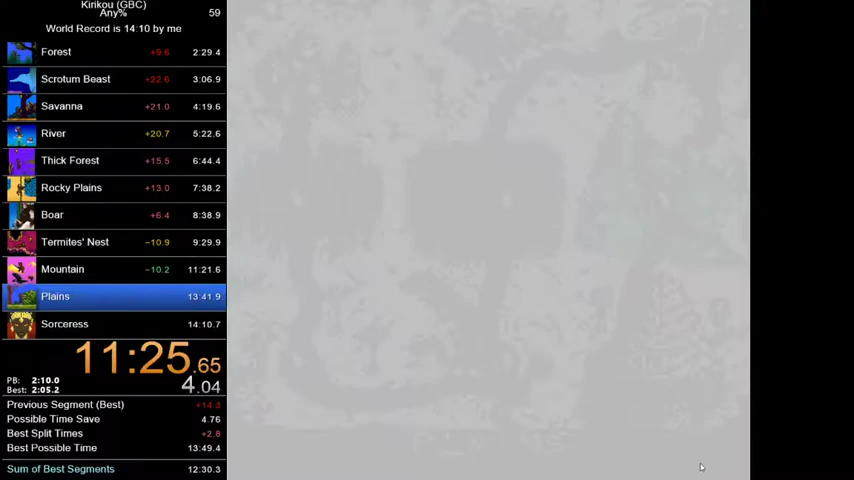 Kirikou (GBC)
Any% 59
World Record is 14:10 by me
Forest +9.6 2:29.4
Scrotum Beast +22.6 3:06.9
Savanna +21.0 4:19.6
River +20.7 5:22.6
Thick Forest +15.5 6:44.4
Rocky Plains +13.0 7:38.2
Boar +6.4 8:38.9
Termites' Nest −10.9 9:29.9
Mountain −10.2 11:21.6
Plains 13:41.9
Sorceress 14:10.7
11:25.65
PB: 2:10.0
Best: 2:05.2 4.04
Previous Segment (Best) +14.3
Possible Time Save 4.76
Best Split Times +2.8
Best Possible Time 13:49.4
Sum of Best Segments 12:30.3